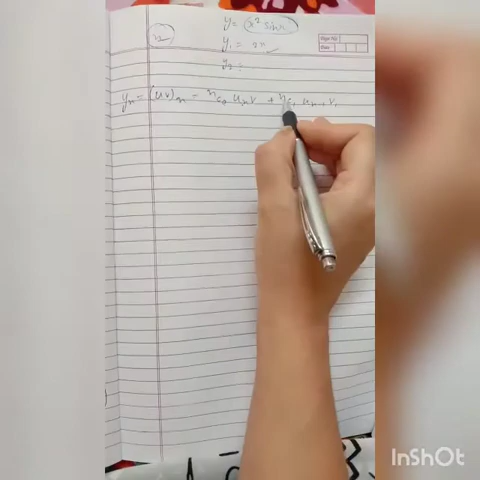 y = x² sinx
y₁ = 2x
y₂ =
yₙ = (uv)ₙ = ⁿc₀ uₙv + ⁿc₁ uₙ₋₁v₁
InShOt